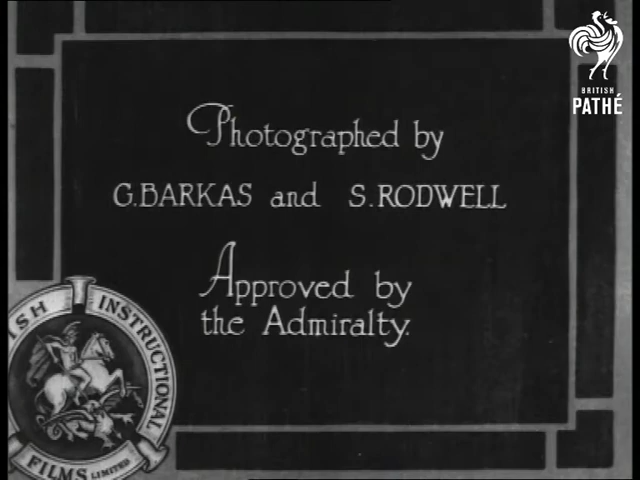 BRITISH
PATHÉ
Photographed by
G. BARKAS and S. RODWELL
Approved by
the Admiralty.
ISH INSTRUCTIONAL
FILMS LIMITED